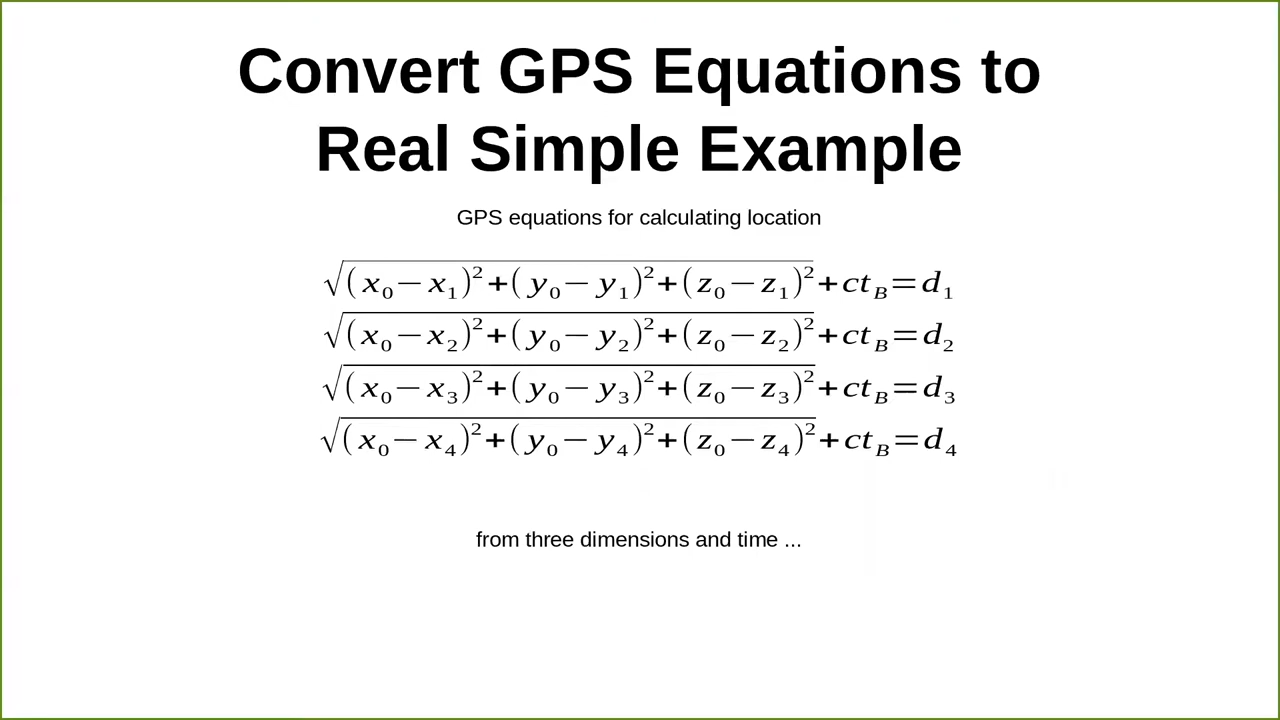 Convert GPS Equations to
Real Simple Example
GPS equations for calculating location
√(x₀−x₁)²+(y₀−y₁)²+(z₀−z₁)²+ct_B=d₁
√(x₀−x₂)²+(y₀−y₂)²+(z₀−z₂)²+ct_B=d₂
√(x₀−x₃)²+(y₀−y₃)²+(z₀−z₃)²+ct_B=d₃
√(x₀−x₄)²+(y₀−y₄)²+(z₀−z₄)²+ct_B=d₄
from three dimensions and time ...